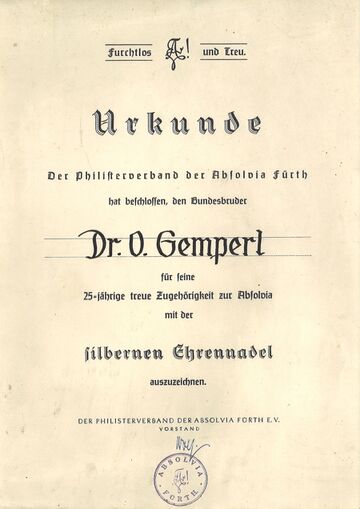 Furchtlos A! und Treu.
Urkunde
Der Philisterverband der Absolvia Fürth
hat beschlossen, den Bundesbruder
Dr. O. Gemperl
für seine
25-jährige treue Zugehörigkeit zur Absolvia
mit der
silbernen Ehrennadel
auszuzeichnen.
DER PHILISTERVERBAND DER ABSOLVIA FÜRTH E.V.
VORSTAND
ABSOLVIA
A!
FÜRTH